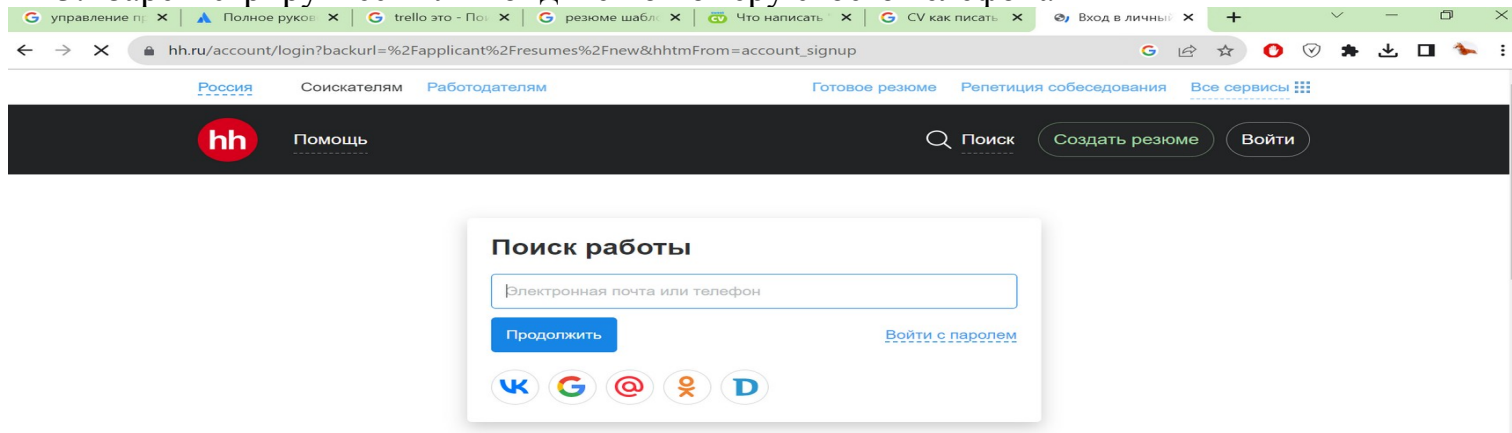 управление п
Полное руков
trello это - По
резюме шабл
Что написать
CV как писать
Вход в личный
hh.ru/account/login?backurl=%2Fapplicant%2Fresumes%2Fnew&hhtmFrom=account_signup
Россия Соискателям Работодателям Готовое резюме Репетиция собеседования Все сервисы
hh Помощь Поиск Создать резюме Войти
Поиск работы
Электронная почта или телефон
Продолжить Войти с паролем